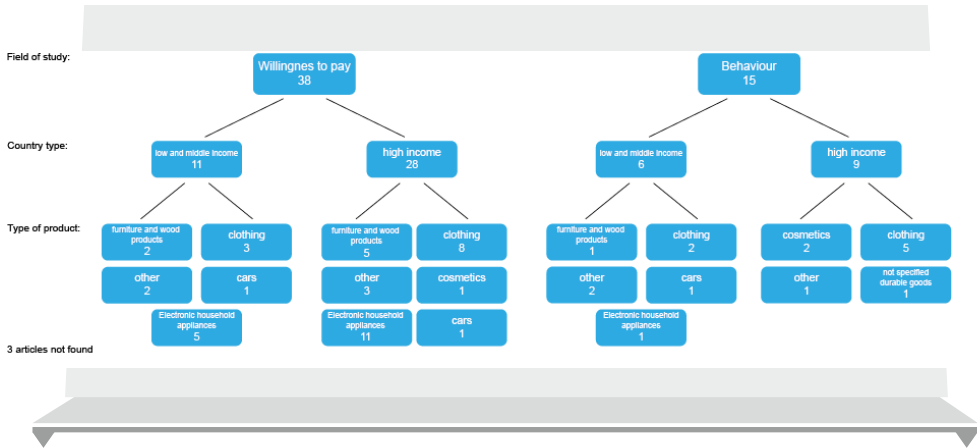 Field of study:
Willingnes to pay
38
Behaviour
15
Country type:
low and middle income
11
high income
28
low and middle income
6
high income
9
Type of product:
furniture and wood
products
2
clothing
3
furniture and wood
products
5
clothing
8
furniture and wood
products
1
clothing
2
cosmetics
2
clothing
5
other
2
cars
1
other
3
cosmetics
1
other
2
cars
1
other
1
not specified
durable goods
1
Electronic household
appliances
5
Electronic household
appliances
11
cars
1
Electronic household
appliances
1
3 articles not found